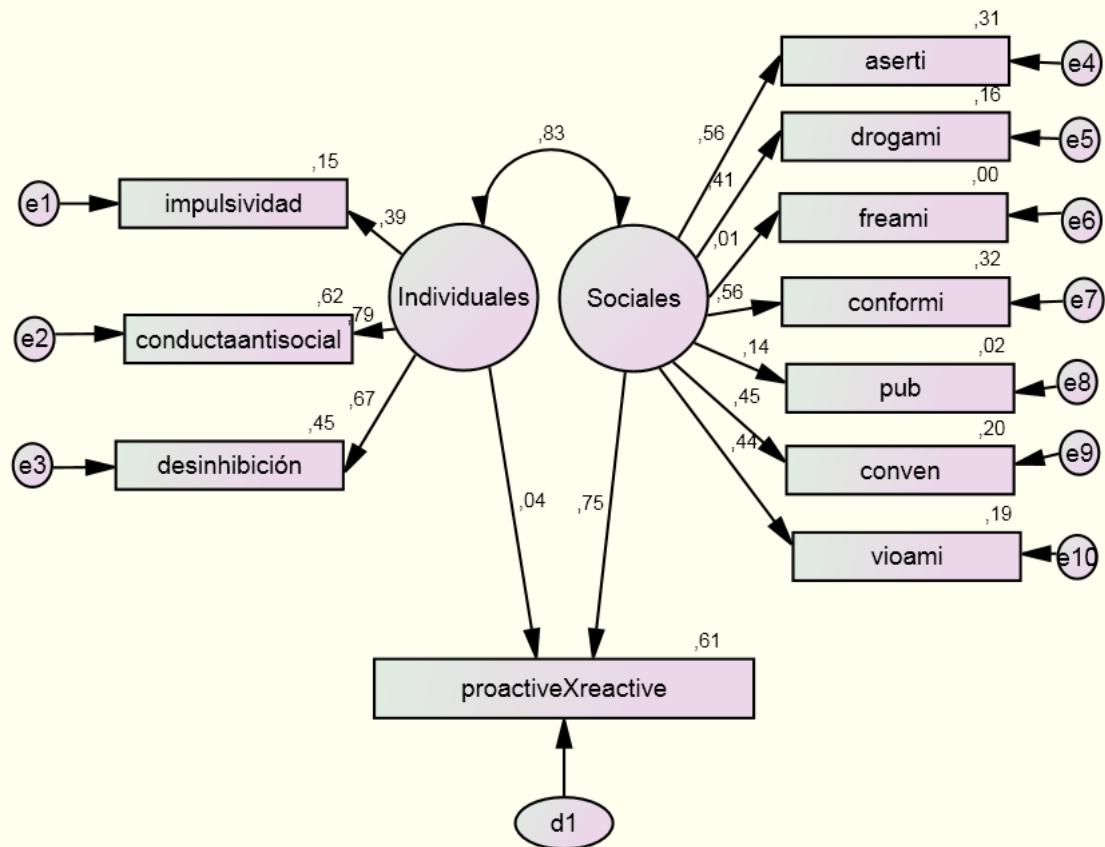 ,31
aserti
e4
,83
,56
,16
drogami
e5
,15
impulsividad
e1
,41
,00
freami
e6
,39
,01
Individuales
Sociales
,32
conformi
e7
,56
,62
conductaantisocial
,79
e2
,14
,02
pub
e8
,67
,45
,45
desinhibición
e3
,20
conven
e9
,44
,04
,75
,19
vioami
e10
,61
proactiveXreactive
d1